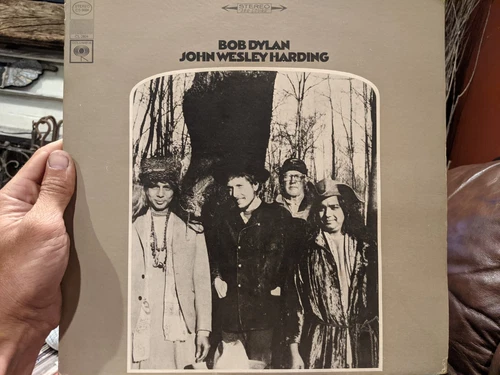 STEREO
BOB DYLAN
JOHN WESLEY HARDING